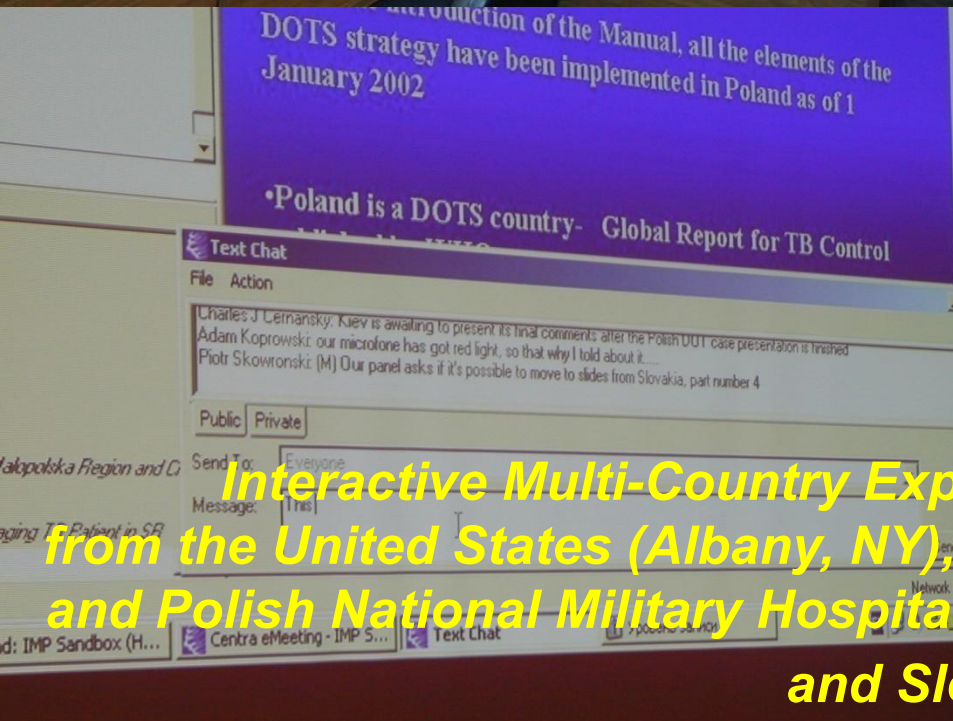 introduction of the Manual, all the elements of the
DOTS strategy have been implemented in Poland as of 1
January 2002
•Poland is a DOTS country- Global Report for TB Control
Text Chat
File Action
Charles J Cernansky: Kiev is awaiting to present its final comments after the Polish DOT case presentation is finished
Adam Koprowski: our microfone has got red light, so that why I told about it....
Piotr Skowronski: (M) Our panel asks if it's possible to move to slides from Slovakia, part number 4
Public Private
alopolska Region and
Send To: Everyone
Message: This
aging TB Patient in SR
Interactive Multi-Country Exp
from the United States (Albany, NY),
and Polish National Military Hospita
and Slo
Network
d: IMP Sandbox (H...
Centra eMeeting - IMP S...
Text Chat